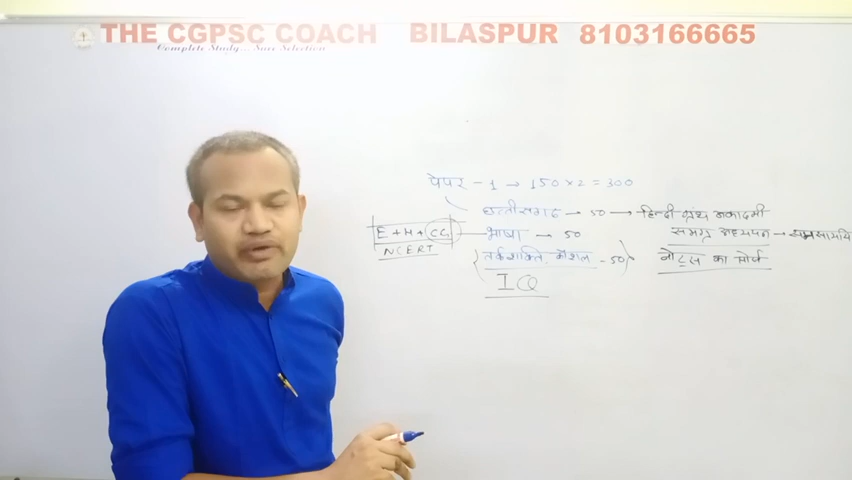 THE CGPSC COACH BILASPUR 8103166665
Complete Study... Sure Selection
पेपर - 1 → 150 × 2 = 300
छत्तीसगढ़ → 50 → हिन्दी ग्रंथ अकादमी
E + H + CG भाषा → 50 समग्र अध्ययन →
NCERT तर्कशक्ति कौशल - 50 नोट्स का
IQ